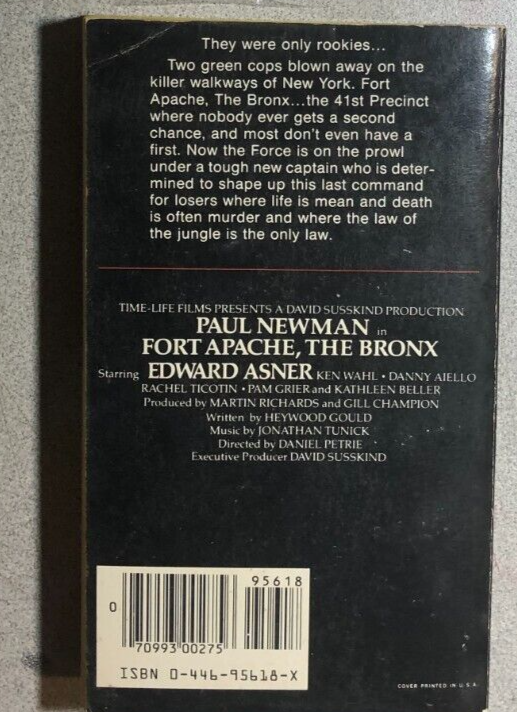 They were only rookies...
Two green cops blown away on the
killer walkways of New York. Fort
Apache, The Bronx...the 41st Precinct
where nobody ever gets a second
chance, and most don't even have a
first. Now the Force is on the prowl
under a tough new captain who is deter-
mined to shape up this last command
for losers where life is mean and death
is often murder and where the law of
the jungle is the only law.
TIME-LIFE FILMS PRESENTS A DAVID SUSSKIND PRODUCTION
PAUL NEWMAN in
FORT APACHE, THE BRONX
Starring EDWARD ASNER KEN WAHL • DANNY AIELLO
RACHEL TICOTIN • PAM GRIER and KATHLEEN BELLER
Produced by MARTIN RICHARDS and GILL CHAMPION
Written by HEYWOOD GOULD
Music by JONATHAN TUNICK
Directed by DANIEL PETRIE
Executive Producer DAVID SUSSKIND
95618
0
70993 00275
ISBN 0-446-95618-X
COVER PRINTED IN U.S.A.